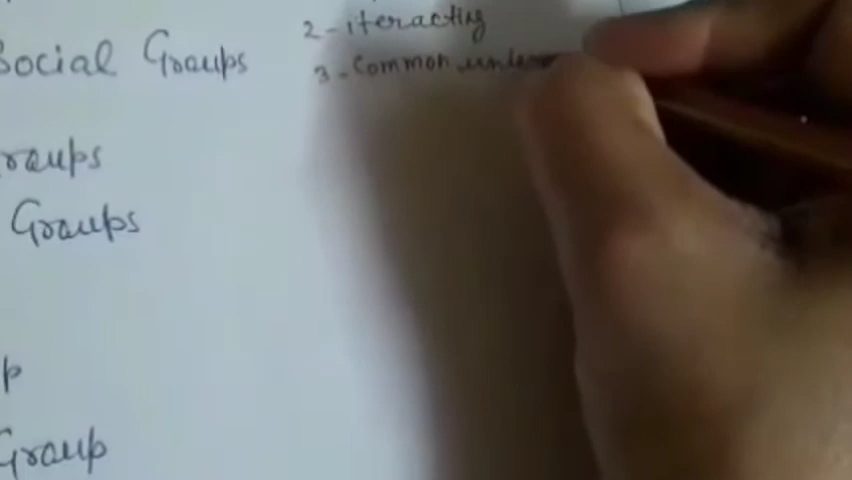 2-iteracting
Social Groups
3-Common
roups
Groups
p
Group